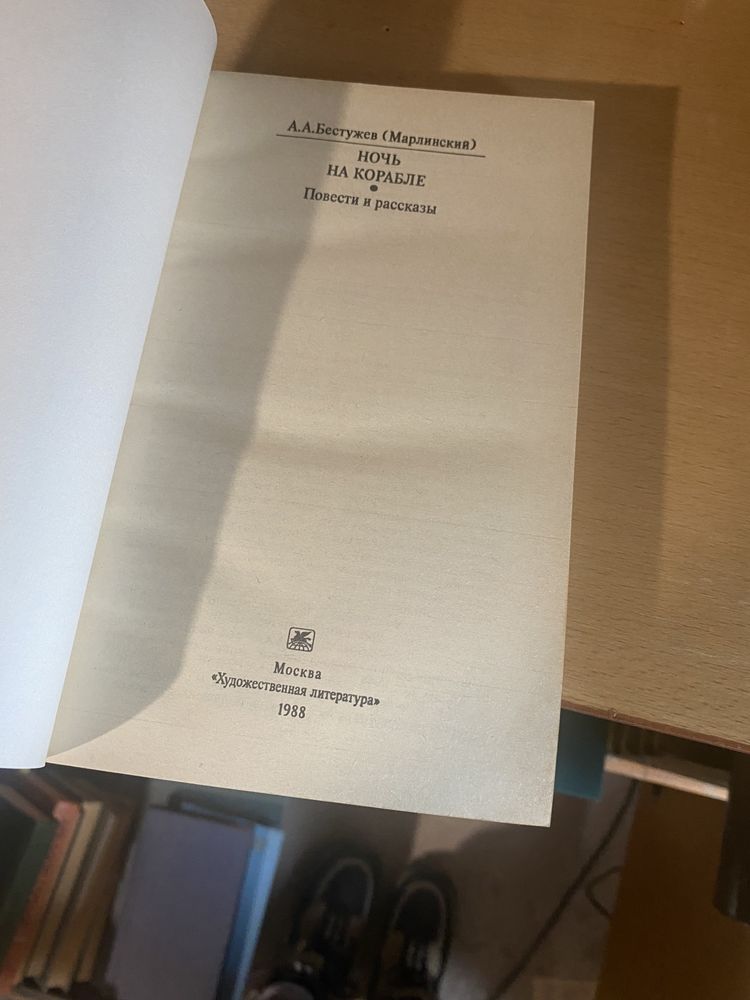 А.А.Бестужев (Марлинский)
НОЧЬ
НА КОРАБЛЕ
Повести и рассказы
Москва
«Художественная литература»
1988